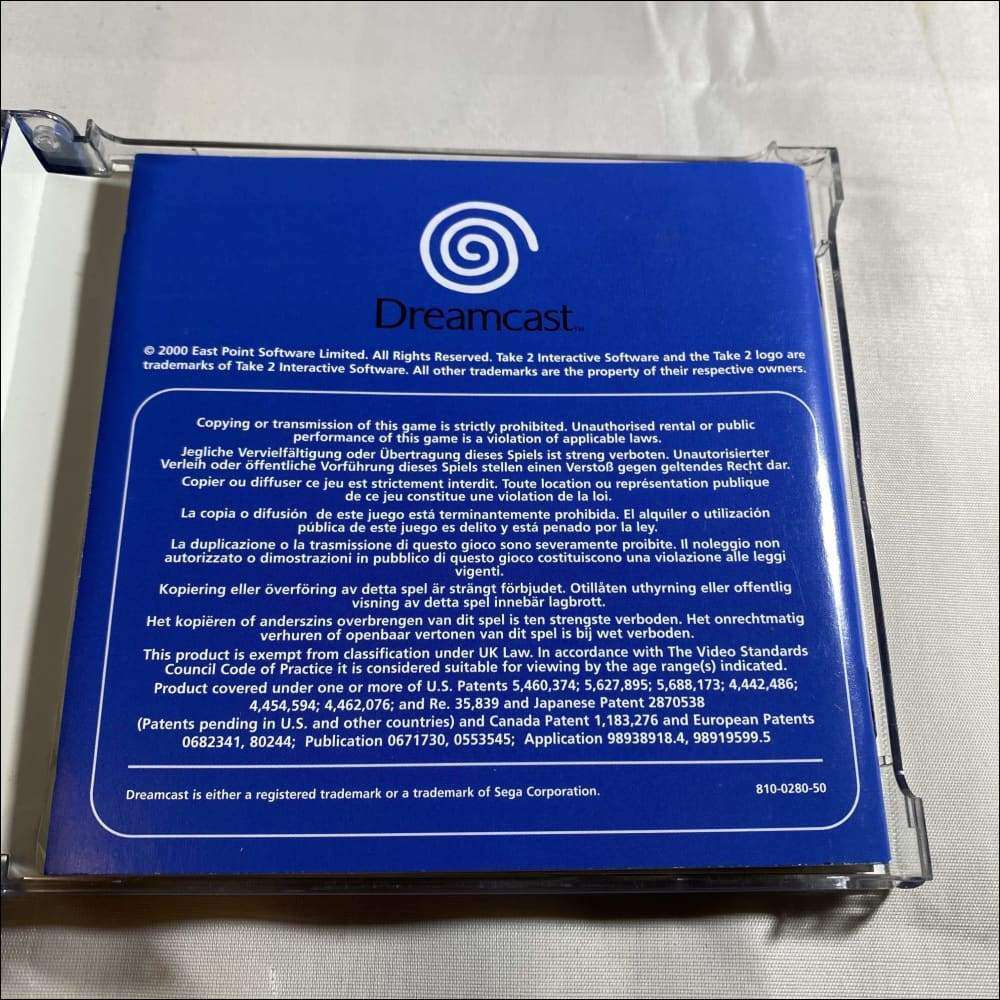 Dreamcast™
© 2000 East Point Software Limited. All Rights Reserved. Take 2 Interactive Software and the Take 2 logo are
trademarks of Take 2 Interactive Software. All other trademarks are the property of their respective owners.
Copying or transmission of this game is strictly prohibited. Unauthorised rental or public
performance of this game is a violation of applicable laws.
Jegliche Vervielfältigung oder Übertragung dieses Spiels ist streng verboten. Unautorisierter
Verleih oder öffentliche Vorführung dieses Spiels stellen einen Verstoß gegen geltendes Recht dar.
Copier ou diffuser ce jeu est strictement interdit. Toute location ou représentation publique
de ce jeu constitue une violation de la loi.
La copia o difusión de este juego está terminantemente prohibida. El alquiler o utilización
pública de este juego es delito y está penado por la ley.
La duplicazione o la trasmissione di questo gioco sono severamente proibite. Il noleggio non
autorizzato o dimostrazioni in pubblico di questo gioco costituiscono una violazione alle leggi
vigenti.
Kopiering eller överföring av detta spel är strängt förbjudet. Otillåten uthyrning eller offentlig
visning av detta spel innebär lagbrott.
Het kopiëren of anderszins overbrengen van dit spel is ten strengste verboden. Het onrechtmatig
verhuren of openbaar vertonen van dit spel is bij wet verboden.
This product is exempt from classification under UK Law. In accordance with The Video Standards
Council Code of Practice it is considered suitable for viewing by the age range(s) indicated.
Product covered under one or more of U.S. Patents 5,460,374; 5,627,895; 5,688,173; 4,442,486;
4,454,594; 4,462,076; and Re. 35,839 and Japanese Patent 2870538
(Patents pending in U.S. and other countries) and Canada Patent 1,183,276 and European Patents
0682341, 80244; Publication 0671730, 0553545; Application 98938918.4, 98919599.5
Dreamcast is either a registered trademark or a trademark of Sega Corporation. 810-0280-50